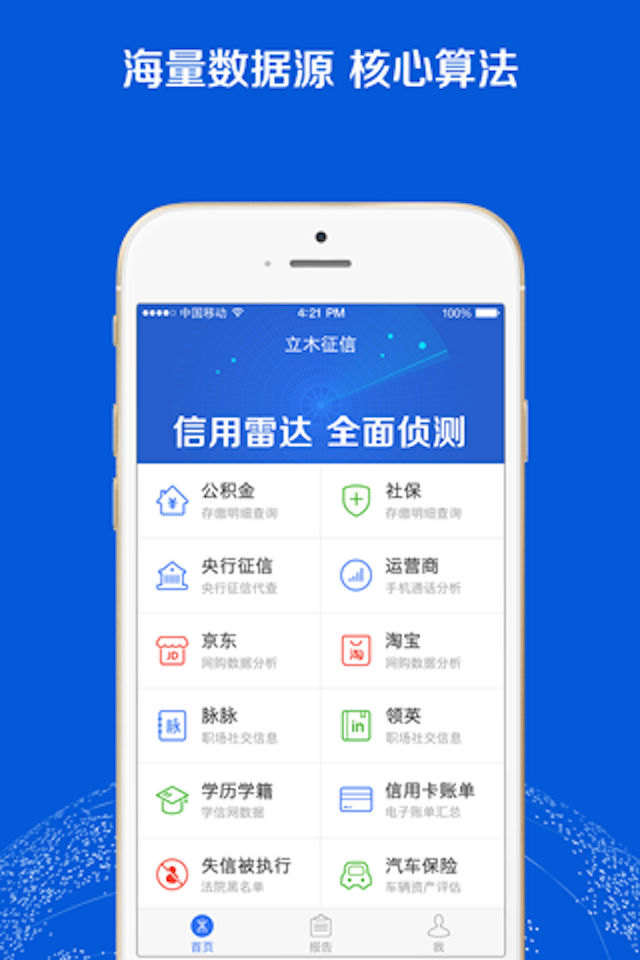 海量数据源 核心算法
中国移动 4:21 PM 100%
立木征信
信用雷达 全面侦测
公积金
存缴明细查询
社保
存缴明细查询
央行征信
央行征信代查
运营商
手机通话分析
京东
网购数据分析
JD
淘宝
网购数据分析
淘
脉脉
职场社交信息
脉
领英
职场社交信息
in
学历学籍
学信网数据
信用卡账单
电子账单汇总
失信被执行
法院黑名单
汽车保险
车辆资产评估
首页
报告
我